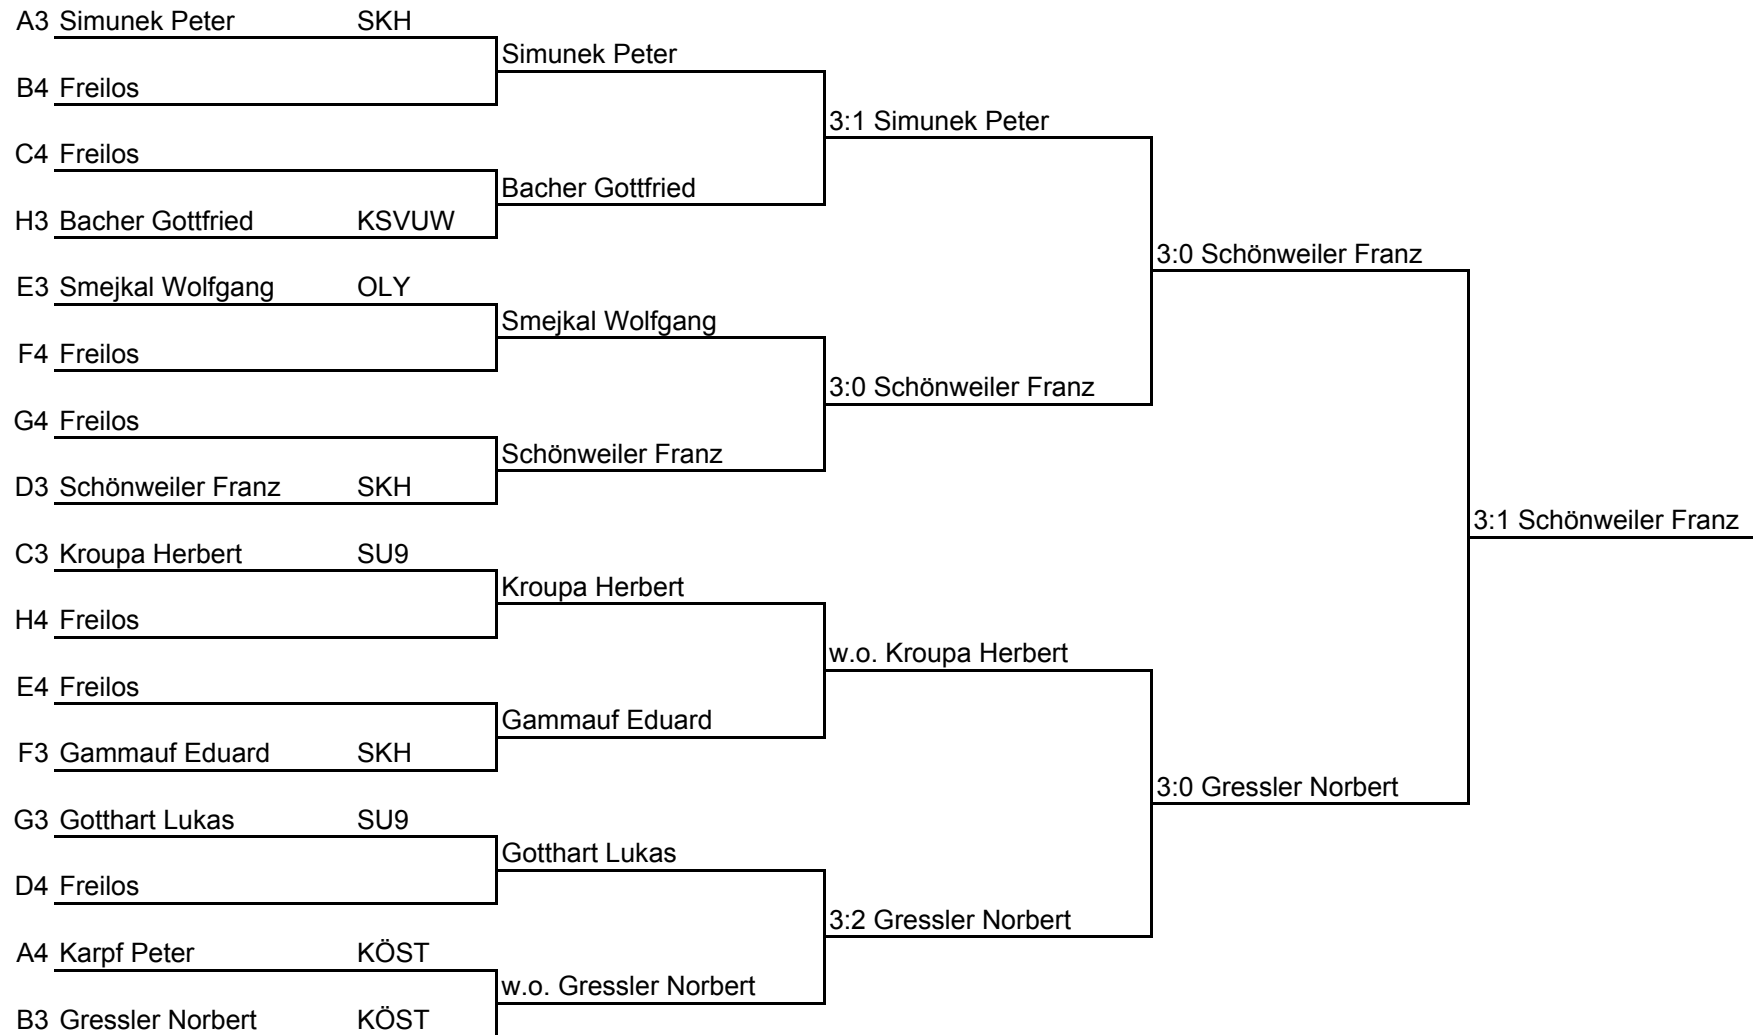 A3 Simunek Peter SKH
Simunek Peter
B4 Freilos
3:1 Simunek Peter
C4 Freilos
Bacher Gottfried
H3 Bacher Gottfried KSVUW
3:0 Schönweiler Franz
E3 Smejkal Wolfgang OLY
Smejkal Wolfgang
F4 Freilos
3:0 Schönweiler Franz
G4 Freilos
Schönweiler Franz
D3 Schönweiler Franz SKH
3:1 Schönweiler Franz
C3 Kroupa Herbert SU9
Kroupa Herbert
H4 Freilos
w.o. Kroupa Herbert
E4 Freilos
Gammauf Eduard
F3 Gammauf Eduard SKH
3:0 Gressler Norbert
G3 Gotthart Lukas SU9
Gotthart Lukas
D4 Freilos
3:2 Gressler Norbert
A4 Karpf Peter KÖST
w.o. Gressler Norbert
B3 Gressler Norbert KÖST